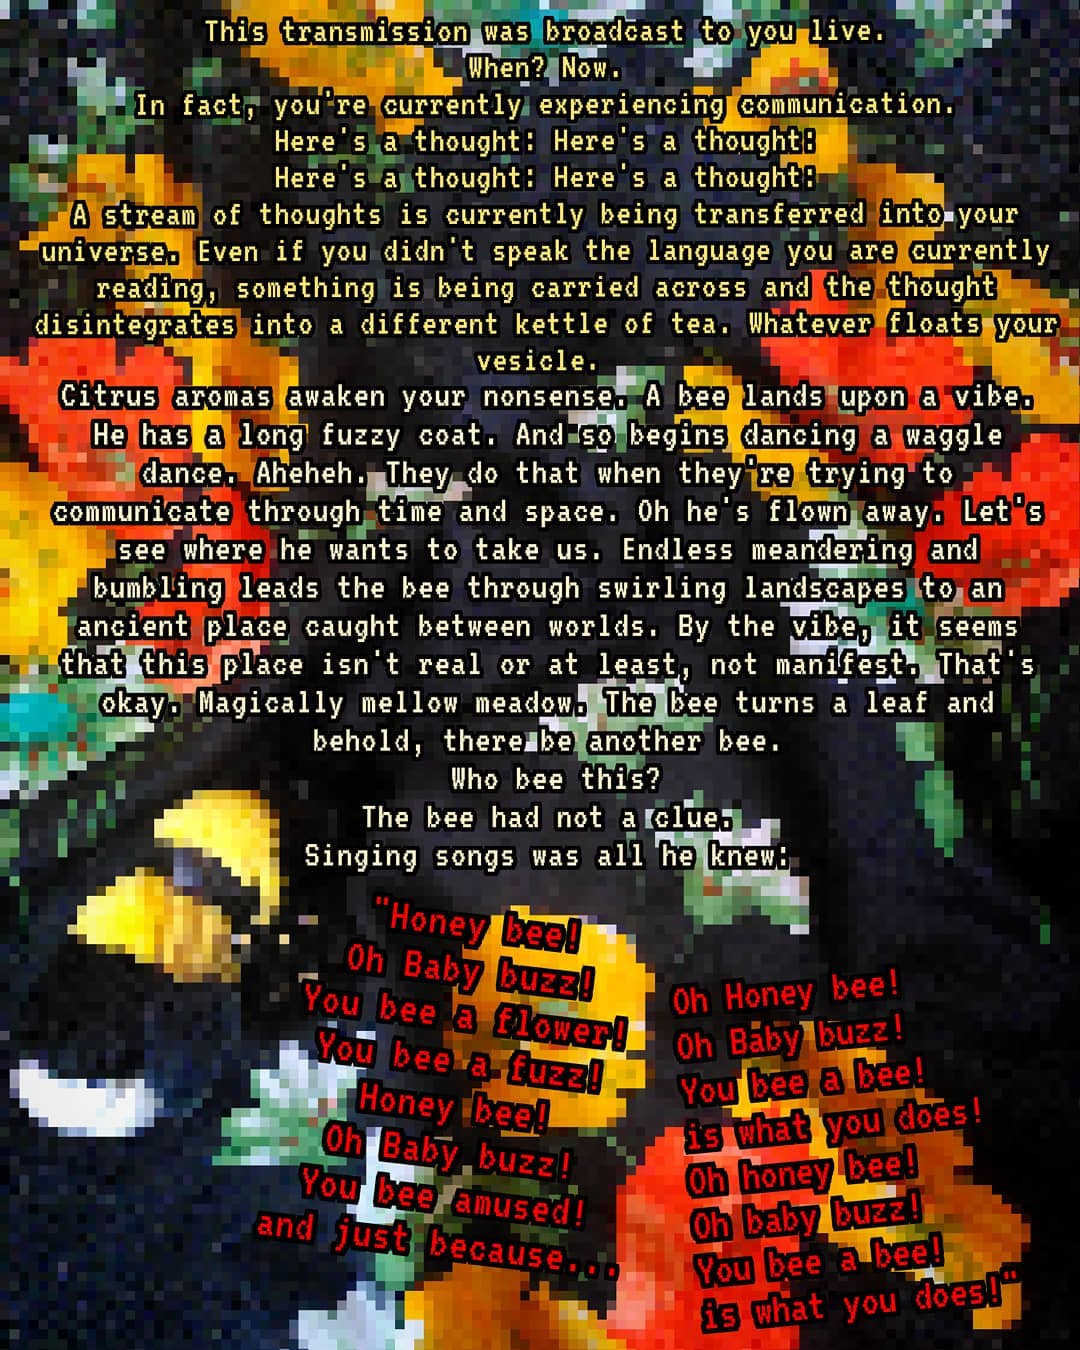 This transmission was broadcast to you live.
When? Now.
In fact, you're currently experiencing communication.
Here's a thought: Here's a thought:
Here's a thought: Here's a thought:
A stream of thoughts is currently being transferred into your
universe. Even if you didn't speak the language you are currently
reading, something is being carried across and the thought
disintegrates into a different kettle of tea. Whatever floats your
vesicle.
Citrus aromas awaken your nonsense. A bee lands upon a vibe.
He has a long fuzzy coat. And so begins dancing a waggle
dance. Aheheh. They do that when they're trying to
communicate through time and space. Oh he's flown away. Let's
see where he wants to take us. Endless meandering and
bumbling leads the bee through swirling landscapes to an
ancient place caught between worlds. By the vibe, it seems
that this place isn't real or at least, not manifest. That's
okay. Magically mellow meadow. The bee turns a leaf and
behold, there be another bee.
Who bee this?
The bee had not a clue.
Singing songs was all he knew:
"Honey bee!
Oh Baby buzz!
You bee a flower!
You bee a fuzz!
Honey bee!
Oh Baby buzz!
You bee amused!
and just because...
Oh Honey bee!
Oh Baby buzz!
You bee a bee!
is what you does!
Oh honey bee!
Oh baby buzz!
You bee a bee!
is what you does!"